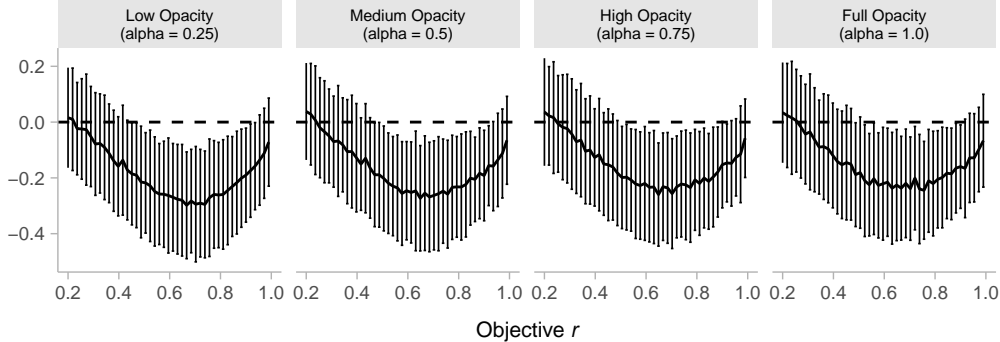 Low Opacity
(alpha = 0.25)
Medium Opacity
(alpha = 0.5)
High Opacity
(alpha = 0.75)
Full Opacity
(alpha = 1.0)
0.2
0.0
−0.2
−0.4
0.2 0.4 0.6 0.8 1.0
0.2 0.4 0.6 0.8 1.0
0.2 0.4 0.6 0.8 1.0
0.2 0.4 0.6 0.8 1.0
Objective r